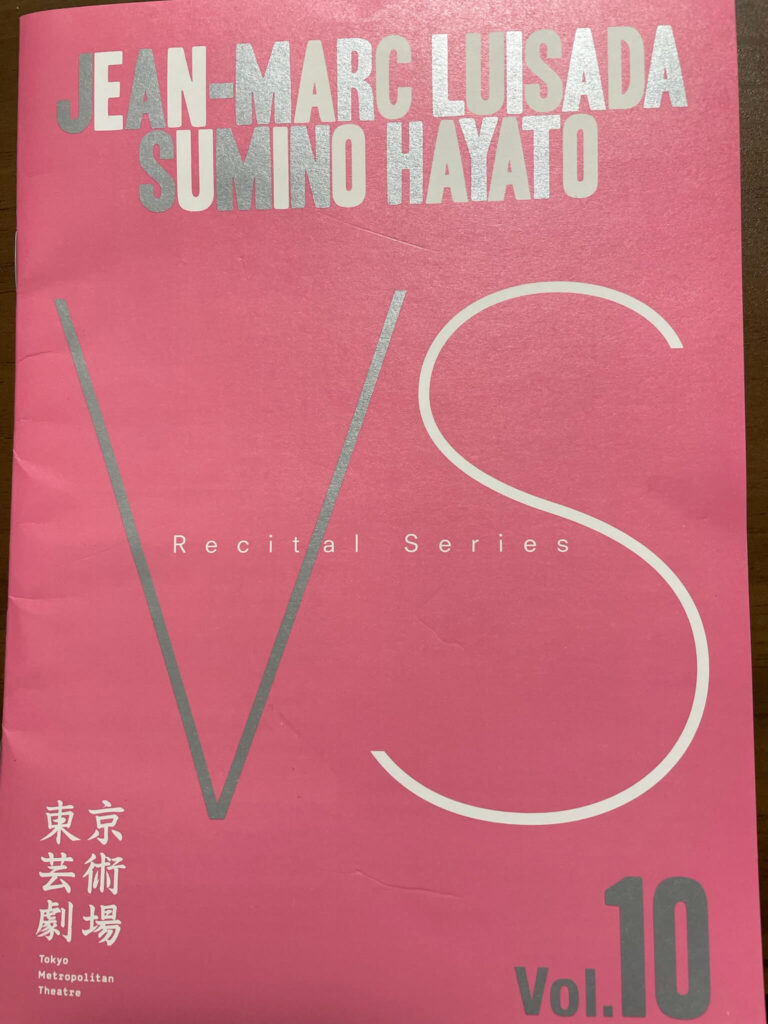 JEAN-MARC LUISADA
SUMINO HAYATO
VS
Recital Series
東京
芸術
劇場
Tokyo
Metropolitan
Theatre
Vol.10